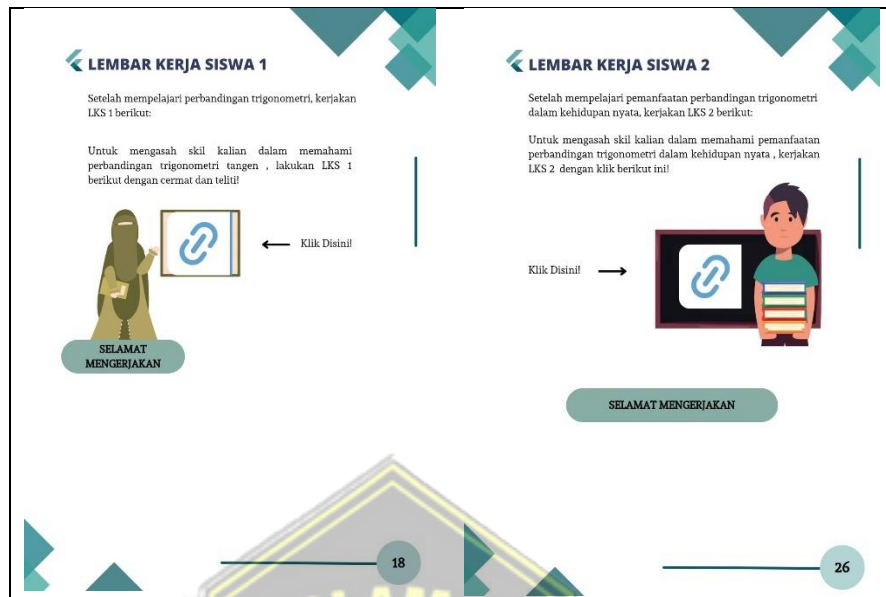 LEMBAR KERJA SISWA 1
Setelah mempelajari perbandingan trigonometri, kerjakan
LKS 1 berikut:
Untuk mengasah skil kalian dalam memahami
perbandingan trigonometri tangen , lakukan LKS 1
berikut dengan cermat dan teliti!
Klik Disini!
SELAMAT
MENGERJAKAN
18
LEMBAR KERJA SISWA 2
Setelah mempelajari pemanfaatan perbandingan trigonometri
dalam kehidupan nyata, kerjakan LKS 2 berikut:
Untuk mengasah skil kalian dalam memahami pemanfaatan
perbandingan trigonometri dalam kehidupan nyata , kerjakan
LKS 2 dengan klik berikut ini!
Klik Disini!
SELAMAT MENGERJAKAN
26